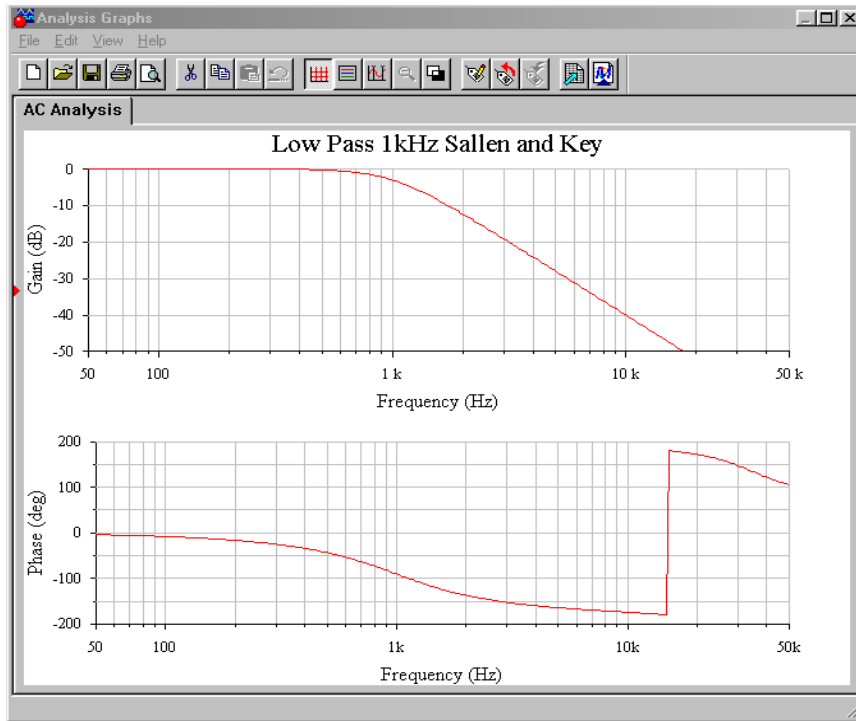 Analysis Graphs
File Edit View Help
AC Analysis
Low Pass 1kHz Sallen and Key
0
-10
-20
-30
-40
-50
Gain (dB)
50 100 1 k 10 k 50 k
Frequency (Hz)
200
100
0
-100
-200
Phase (deg)
50 100 1k 10k 50k
Frequency (Hz)